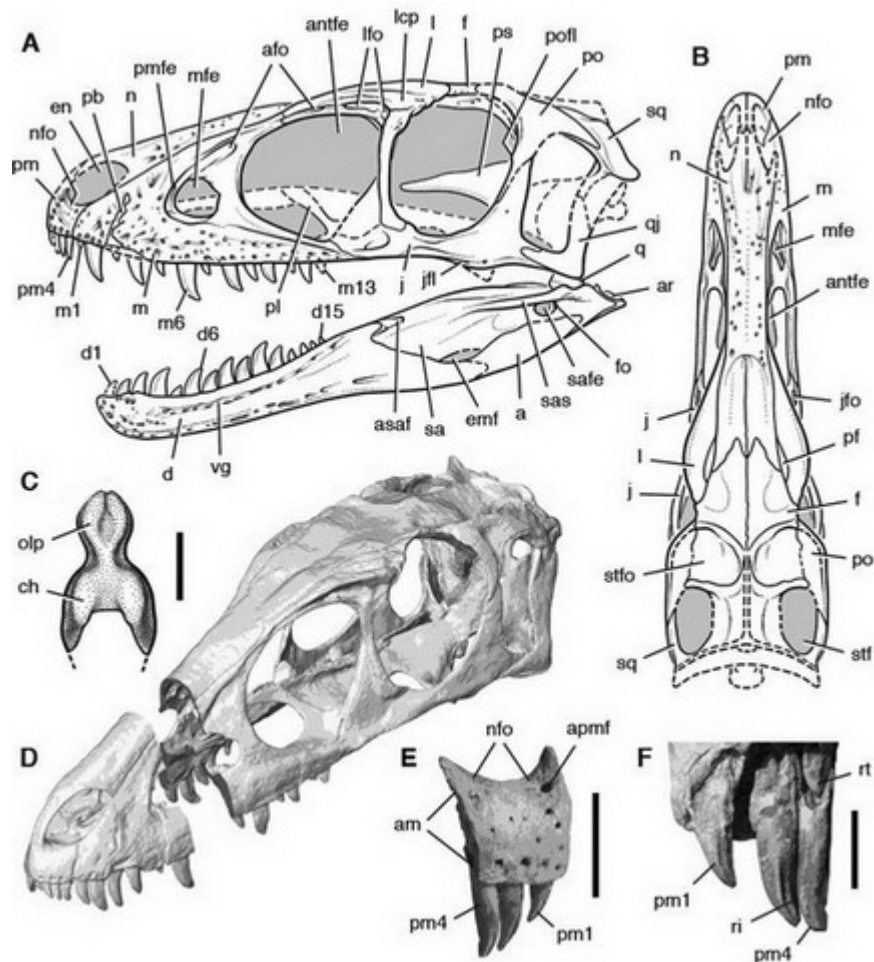 A
antfe
lcp
l
f
ps
lfo
pofl
po
afo
pmfe
mfe
n
pb
en
nfo
pm
sq
qj
q
ar
pm4
m1
m
m6
pl
j
jfl
m13
d15
d6
d1
fo
safe
sas
a
emf
sa
asaf
vg
d
B
pm
nfo
n
m
mfe
antfe
j
jfo
l
pf
j
f
stfo
po
sq
stf
C
olp
ch
D
E
nfo
apmf
am
pm4
pm1
F
rt
pm1
ri
pm4